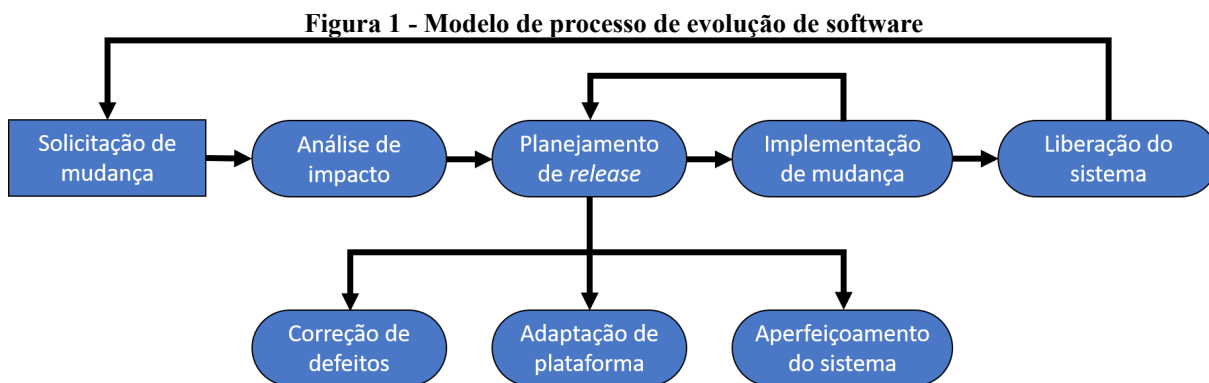 Figura 1 - Modelo de processo de evolução de software
Solicitação de
mudança
Análise de
impacto
Planejamento
de release
Implementação
de mudança
Liberação do
sistema
Correção de
defeitos
Adaptação de
plataforma
Aperfeiçoamento
do sistema